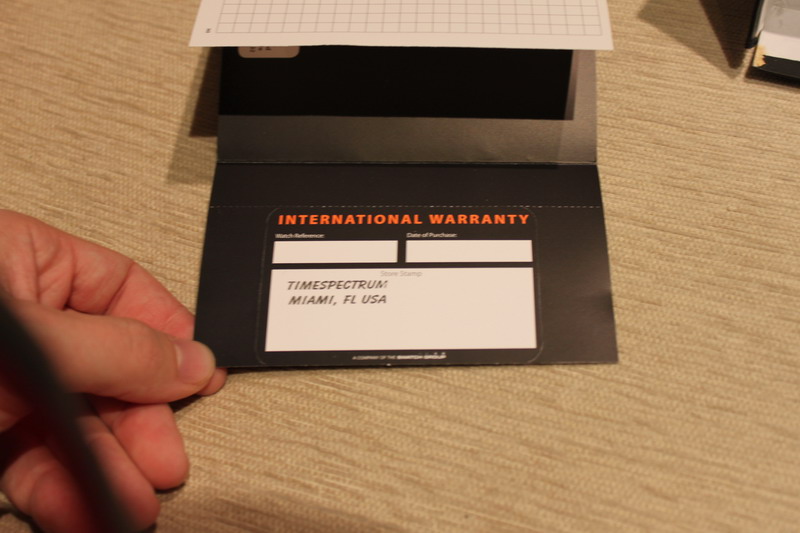 INTERNATIONAL WARRANTY
Watch Reference:
Date of Purchase:
Store Stamp
TIMESPECTRUM
MIAMI, FL USA
A COMPANY OF THE SWATCH GROUP